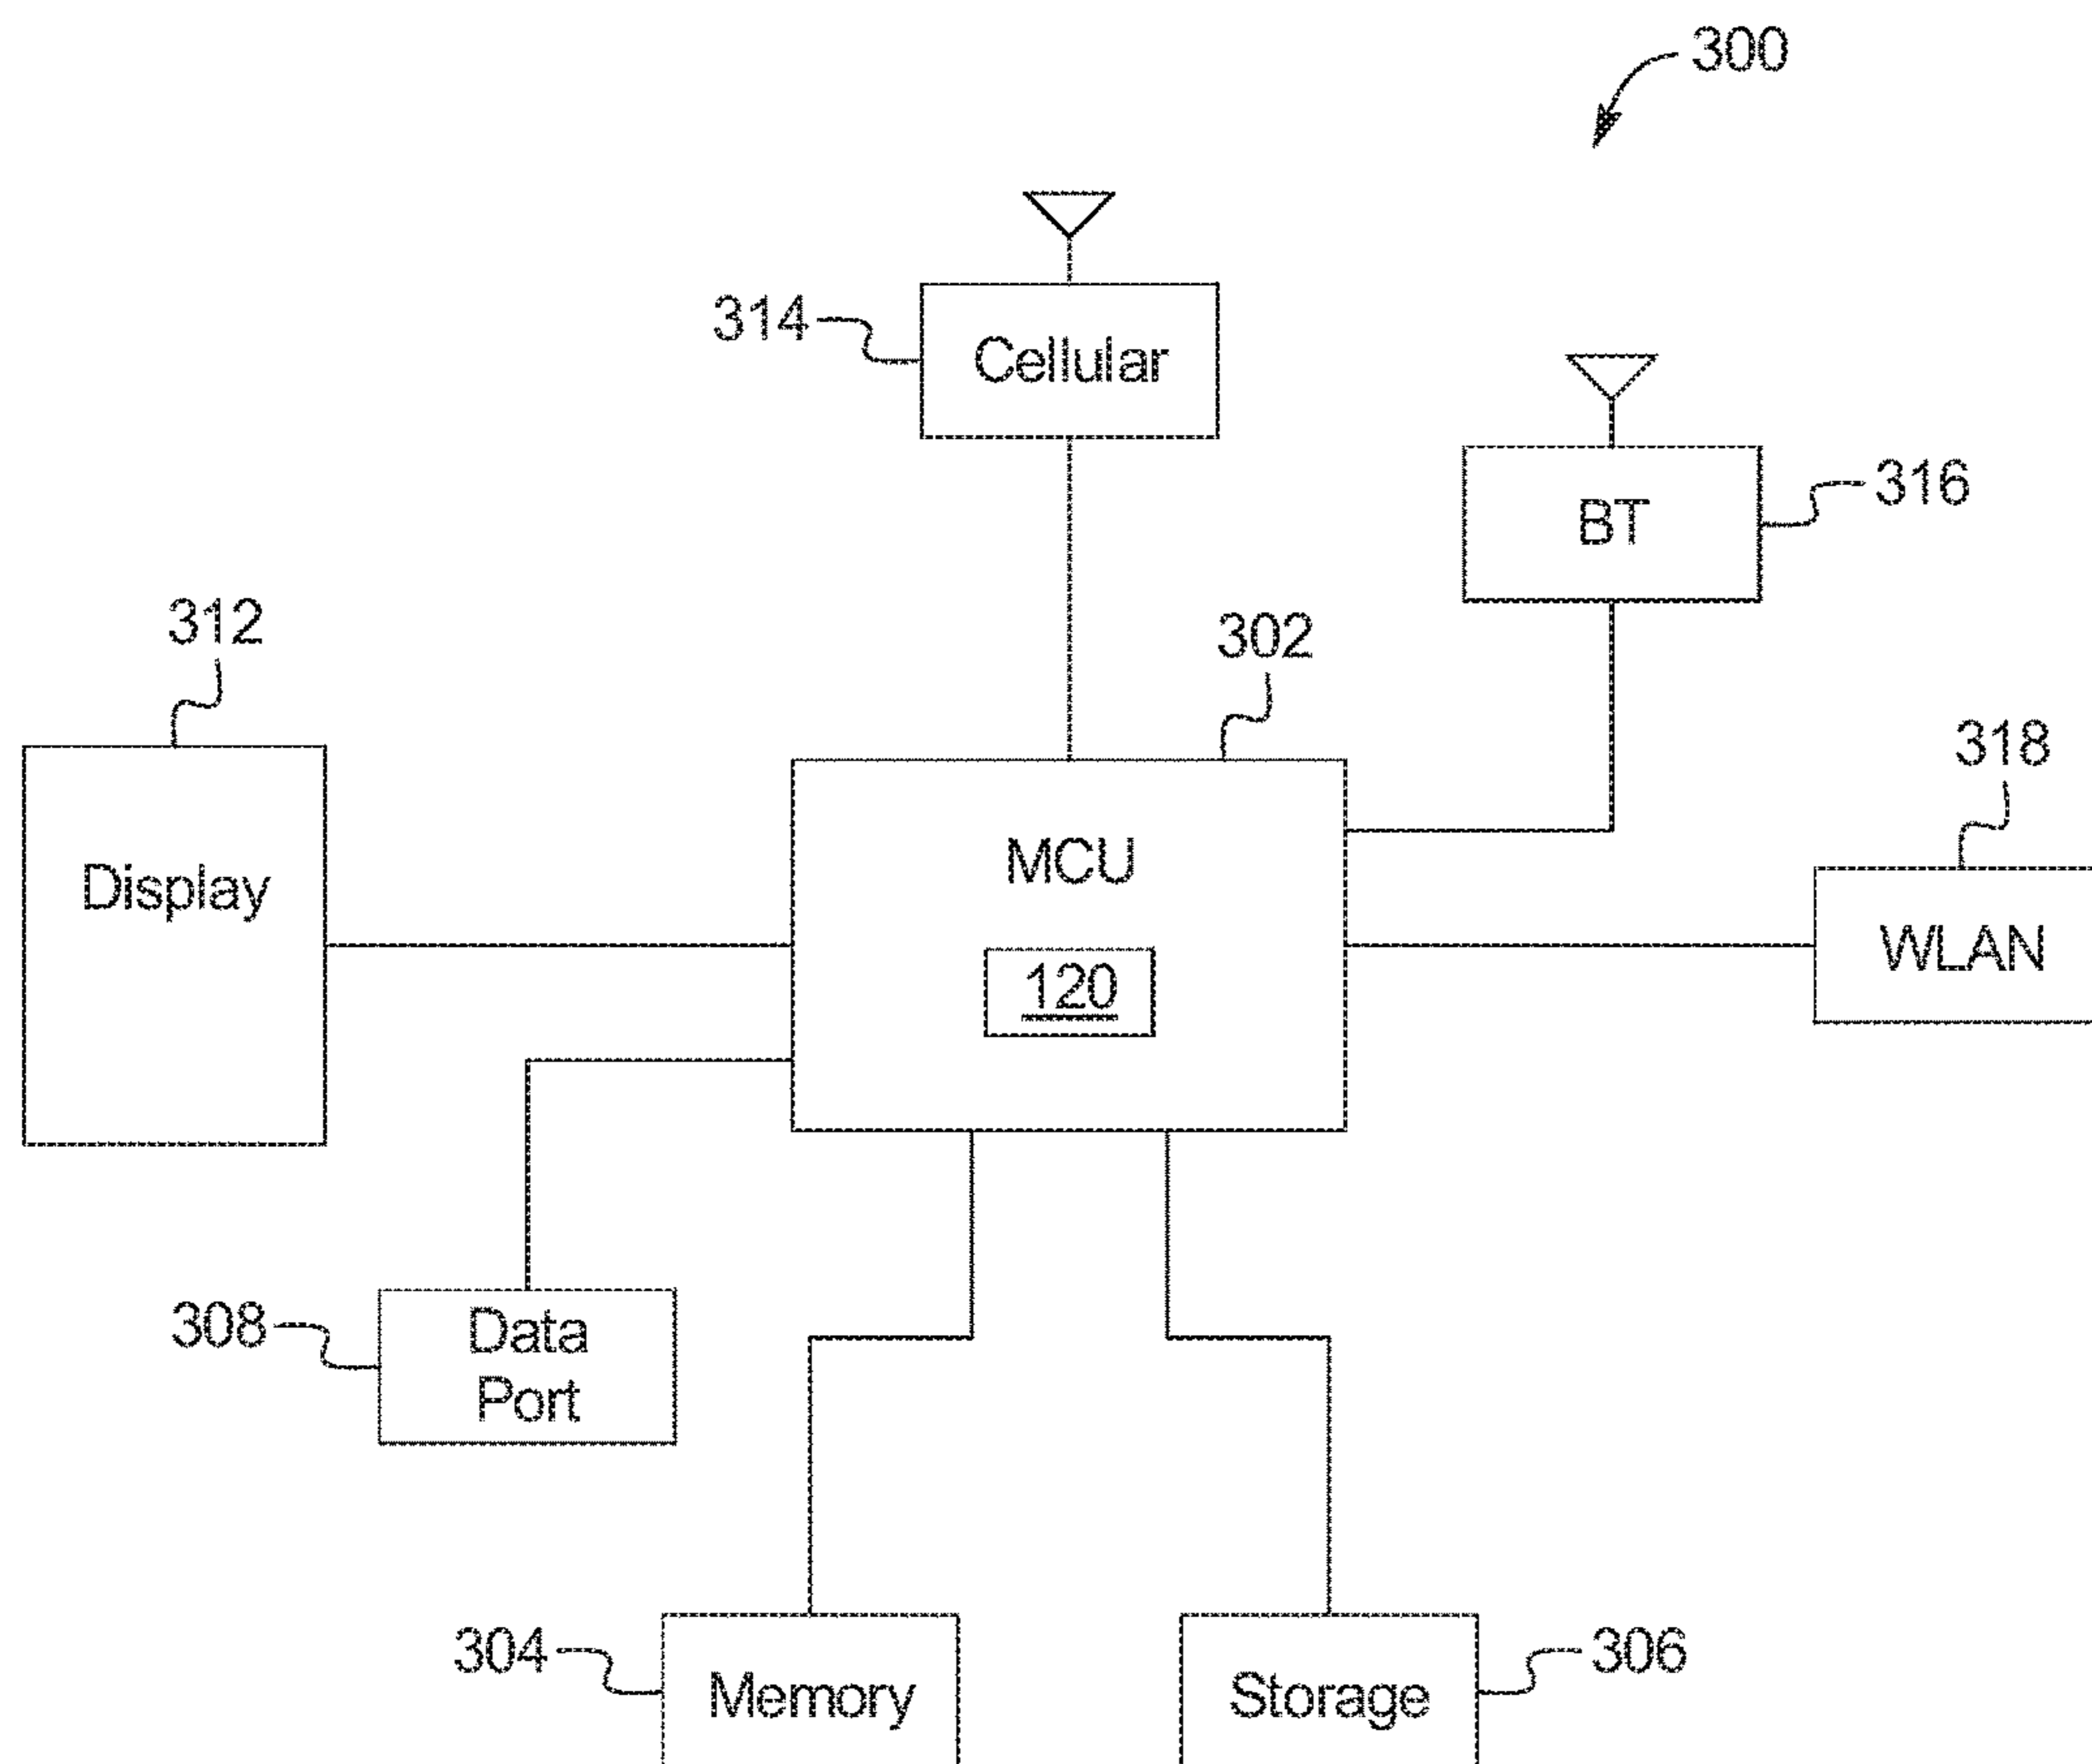 300
314
Cellular
BT
316
312
302
318
Display
MCU
WLAN
120
308
Data
Port
304
Memory
Storage
306